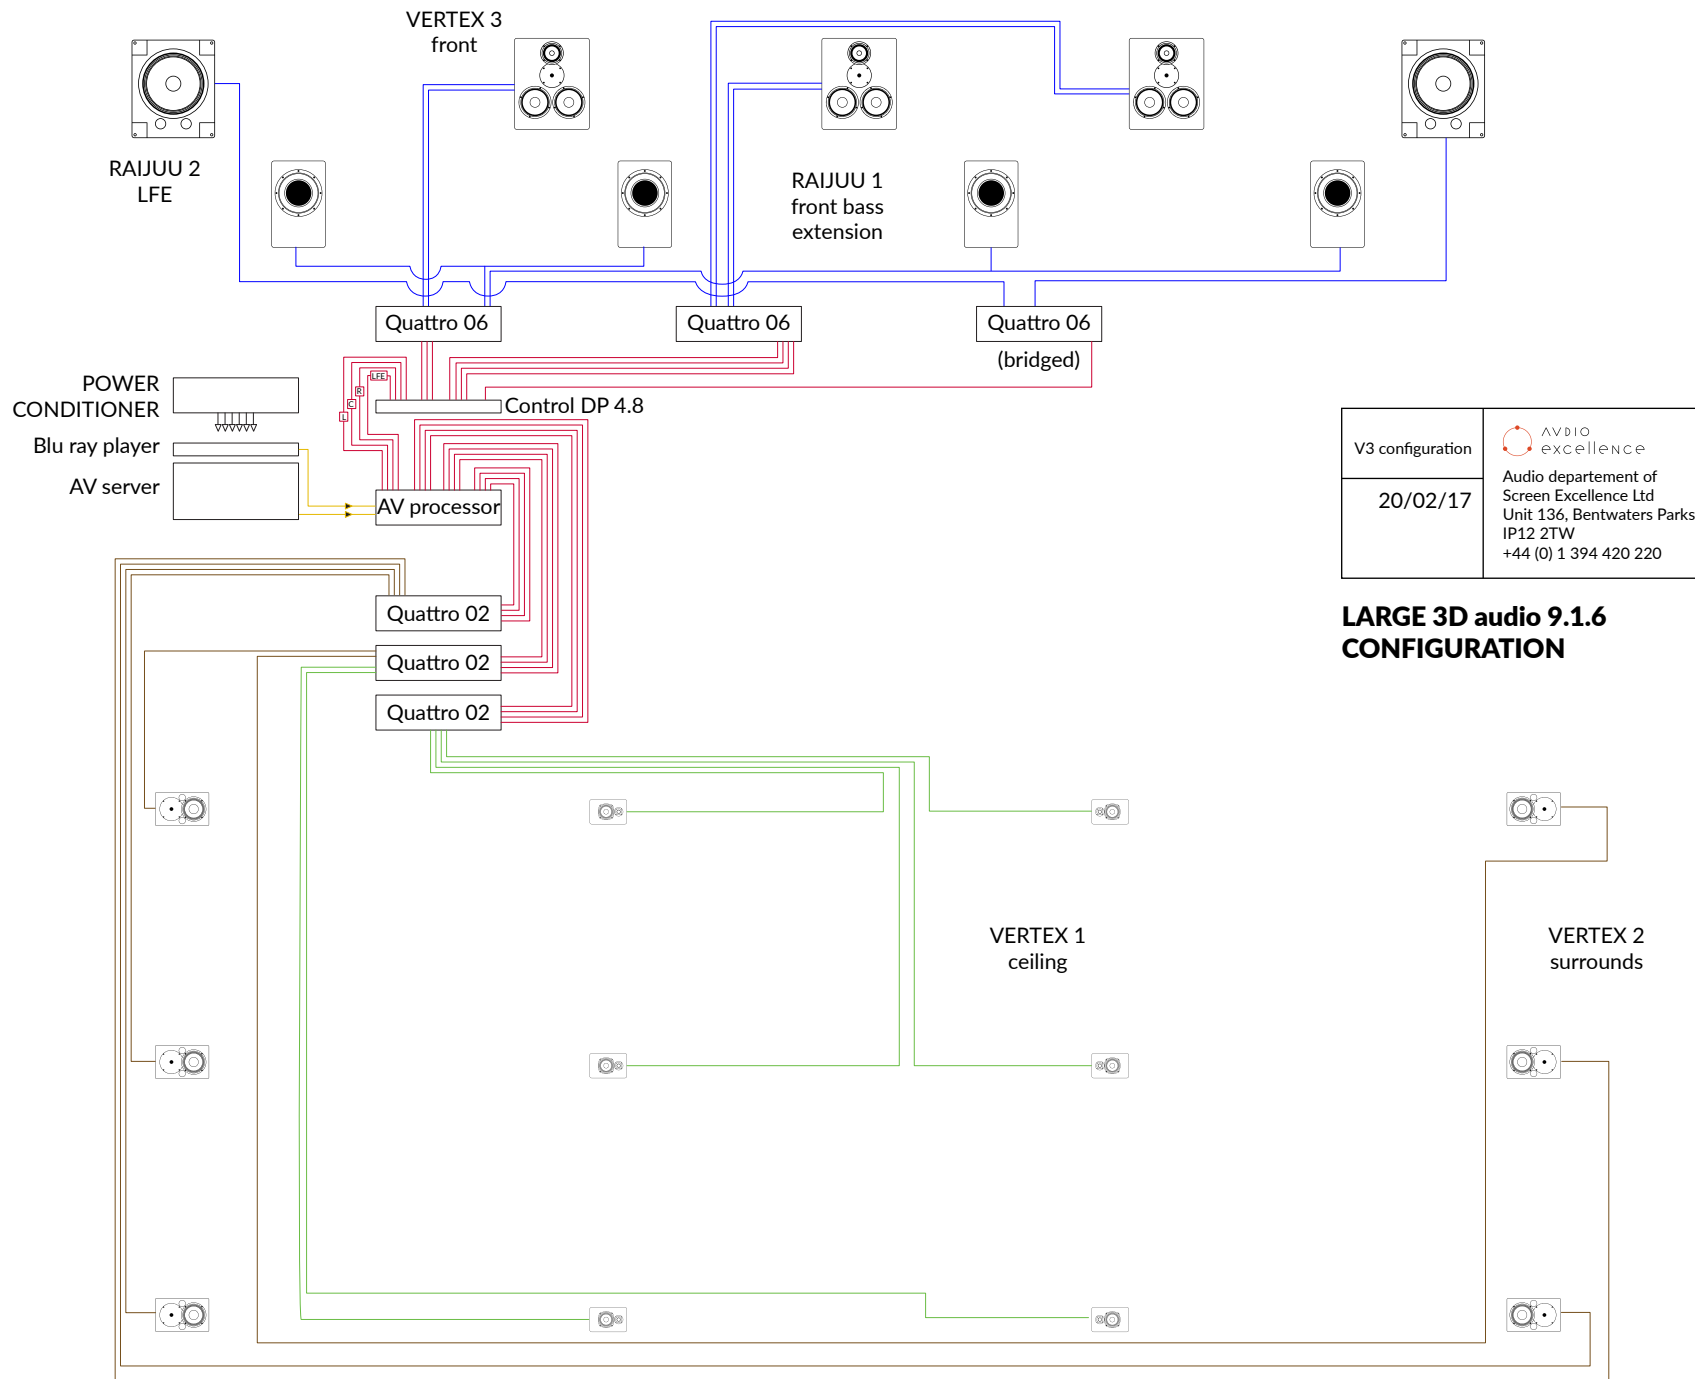 VERTEX 3
front
RAIJUU 2
LFE
RAIJUU 1
front bass
extension
Quattro 06
Quattro 06
Quattro 06
(bridged)
LFE
R
C
L
POWER
CONDITIONER
Control DP 4.8
Blu ray player
AV server
AV processor
V3 configuration
20/02/17
AVDIO
excellence
Audio departement of
Screen Excellence Ltd
Unit 136, Bentwaters Parks
IP12 2TW
+44 (0) 1 394 420 220
LARGE 3D audio 9.1.6
CONFIGURATION
Quattro 02
Quattro 02
Quattro 02
VERTEX 1
ceiling
VERTEX 2
surrounds